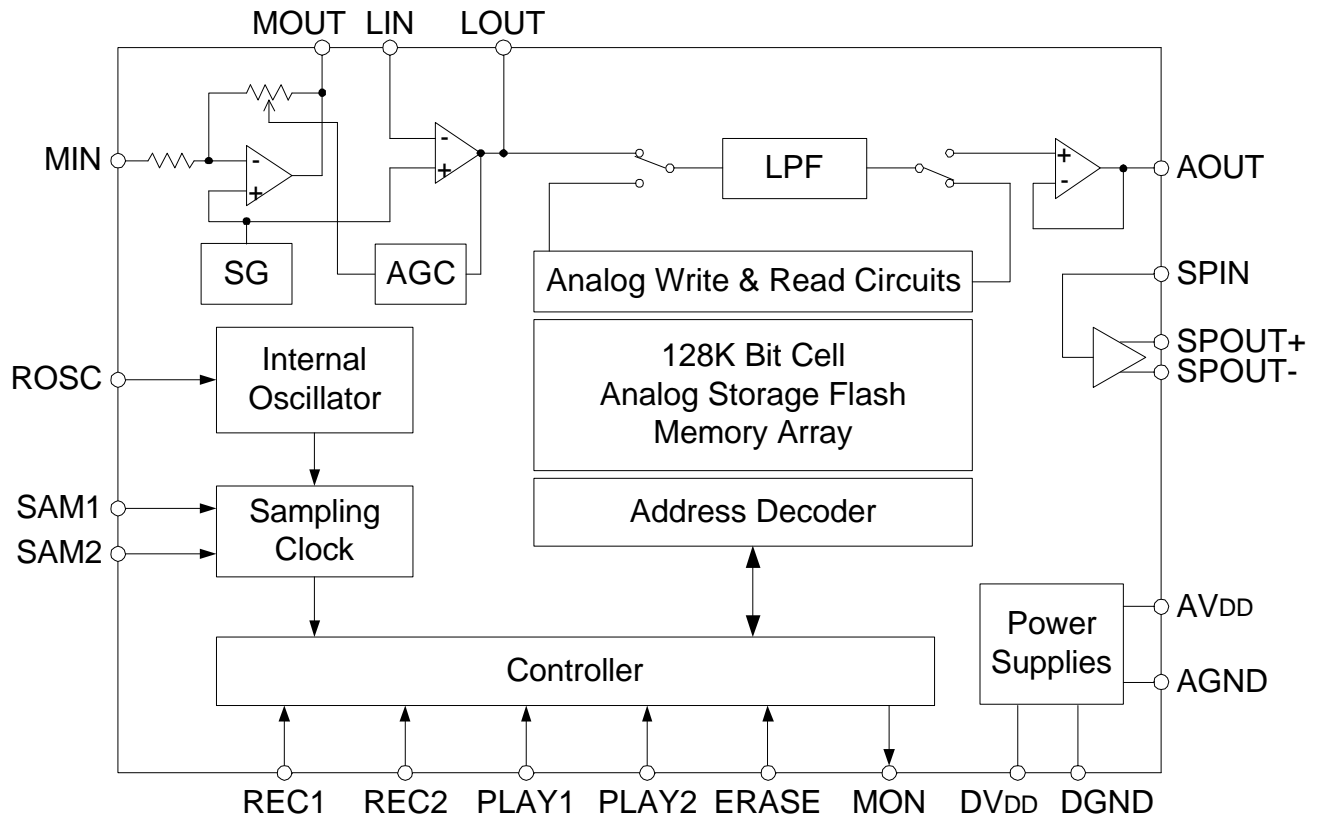 MOUT LIN LOUT
MIN
- +
- +
LPF
+ -
AOUT
SG
AGC
Analog Write & Read Circuits
SPIN
SPOUT+
SPOUT-
ROSC
Internal
Oscillator
128K Bit Cell
Analog Storage Flash
Memory Array
SAM1
SAM2
Sampling
Clock
Address Decoder
Controller
Power
Supplies
AVDD
AGND
REC1 REC2 PLAY1 PLAY2 ERASE MON DVDD DGND